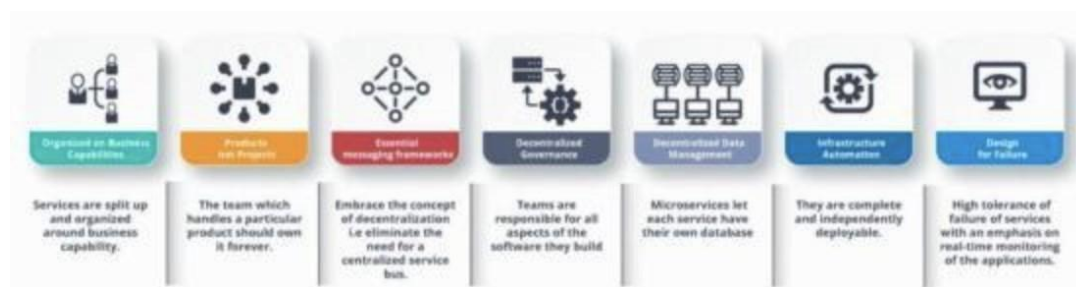 Organized on Business
Capabilities
Products
not Projects
Essential
messaging frameworks
Decentralized
Governance
Decentralized Data
Management
Infrastructure
Automation
Design
for Failure
Services are split up
and organized
around business
capability.
The team which
handles a particular
product should own
it forever.
Embrace the concept
of decentralization
i.e eliminate the
need for a
centralized service
bus.
Teams are
responsible for all
aspects of the
software they build
Microservices let
each service have
their own database
They are complete
and independently
deployable.
High tolerance of
failure of services
with an emphasis on
real-time monitoring
of the applications.